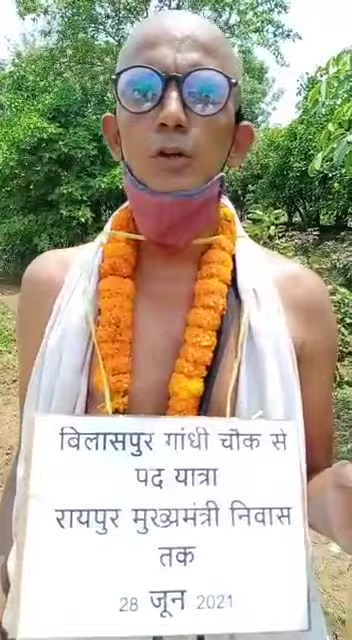 विलासपुर गांधी चौक से
पद यात्रा
रायपुर मुख्यमंत्री निवास
तक
28 जून 2021